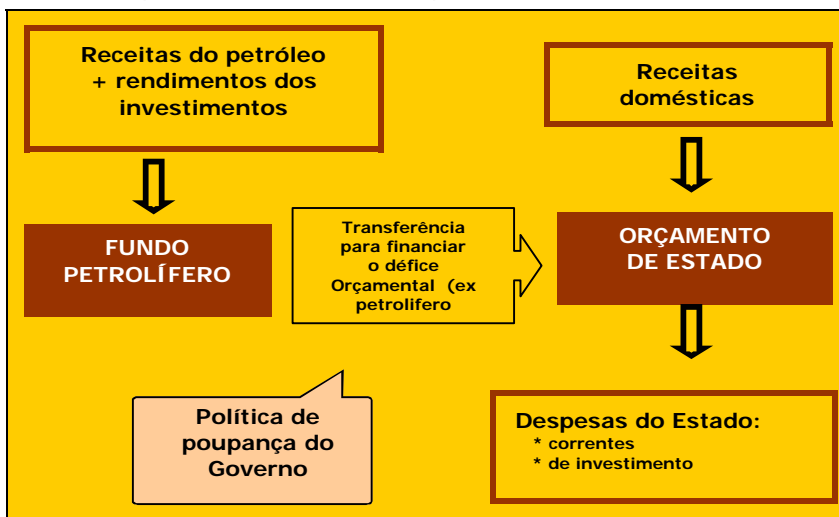 Receitas do petróleo
+ rendimentos dos
investimentos
Receitas
domésticas
FUNDO
PETROLÍFERO
Transferência
para financiar
o défice
Orçamental (ex
petrolifero
ORÇAMENTO
DE ESTADO
Política de
poupança do
Governo
Despesas do Estado:
* correntes
* de investimento